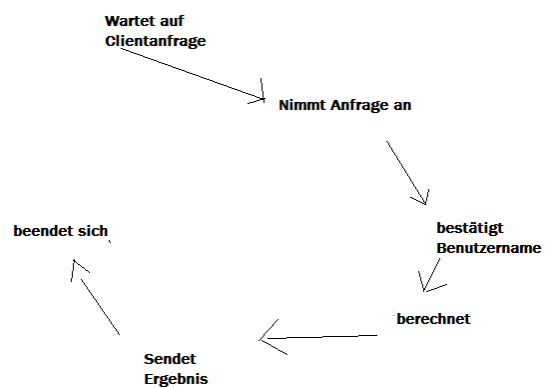 Wartet auf
Clientanfrage
Nimmt Anfrage an
bestätigt
Benutzername
berechnet
Sendet
Ergebnis
beendet sich